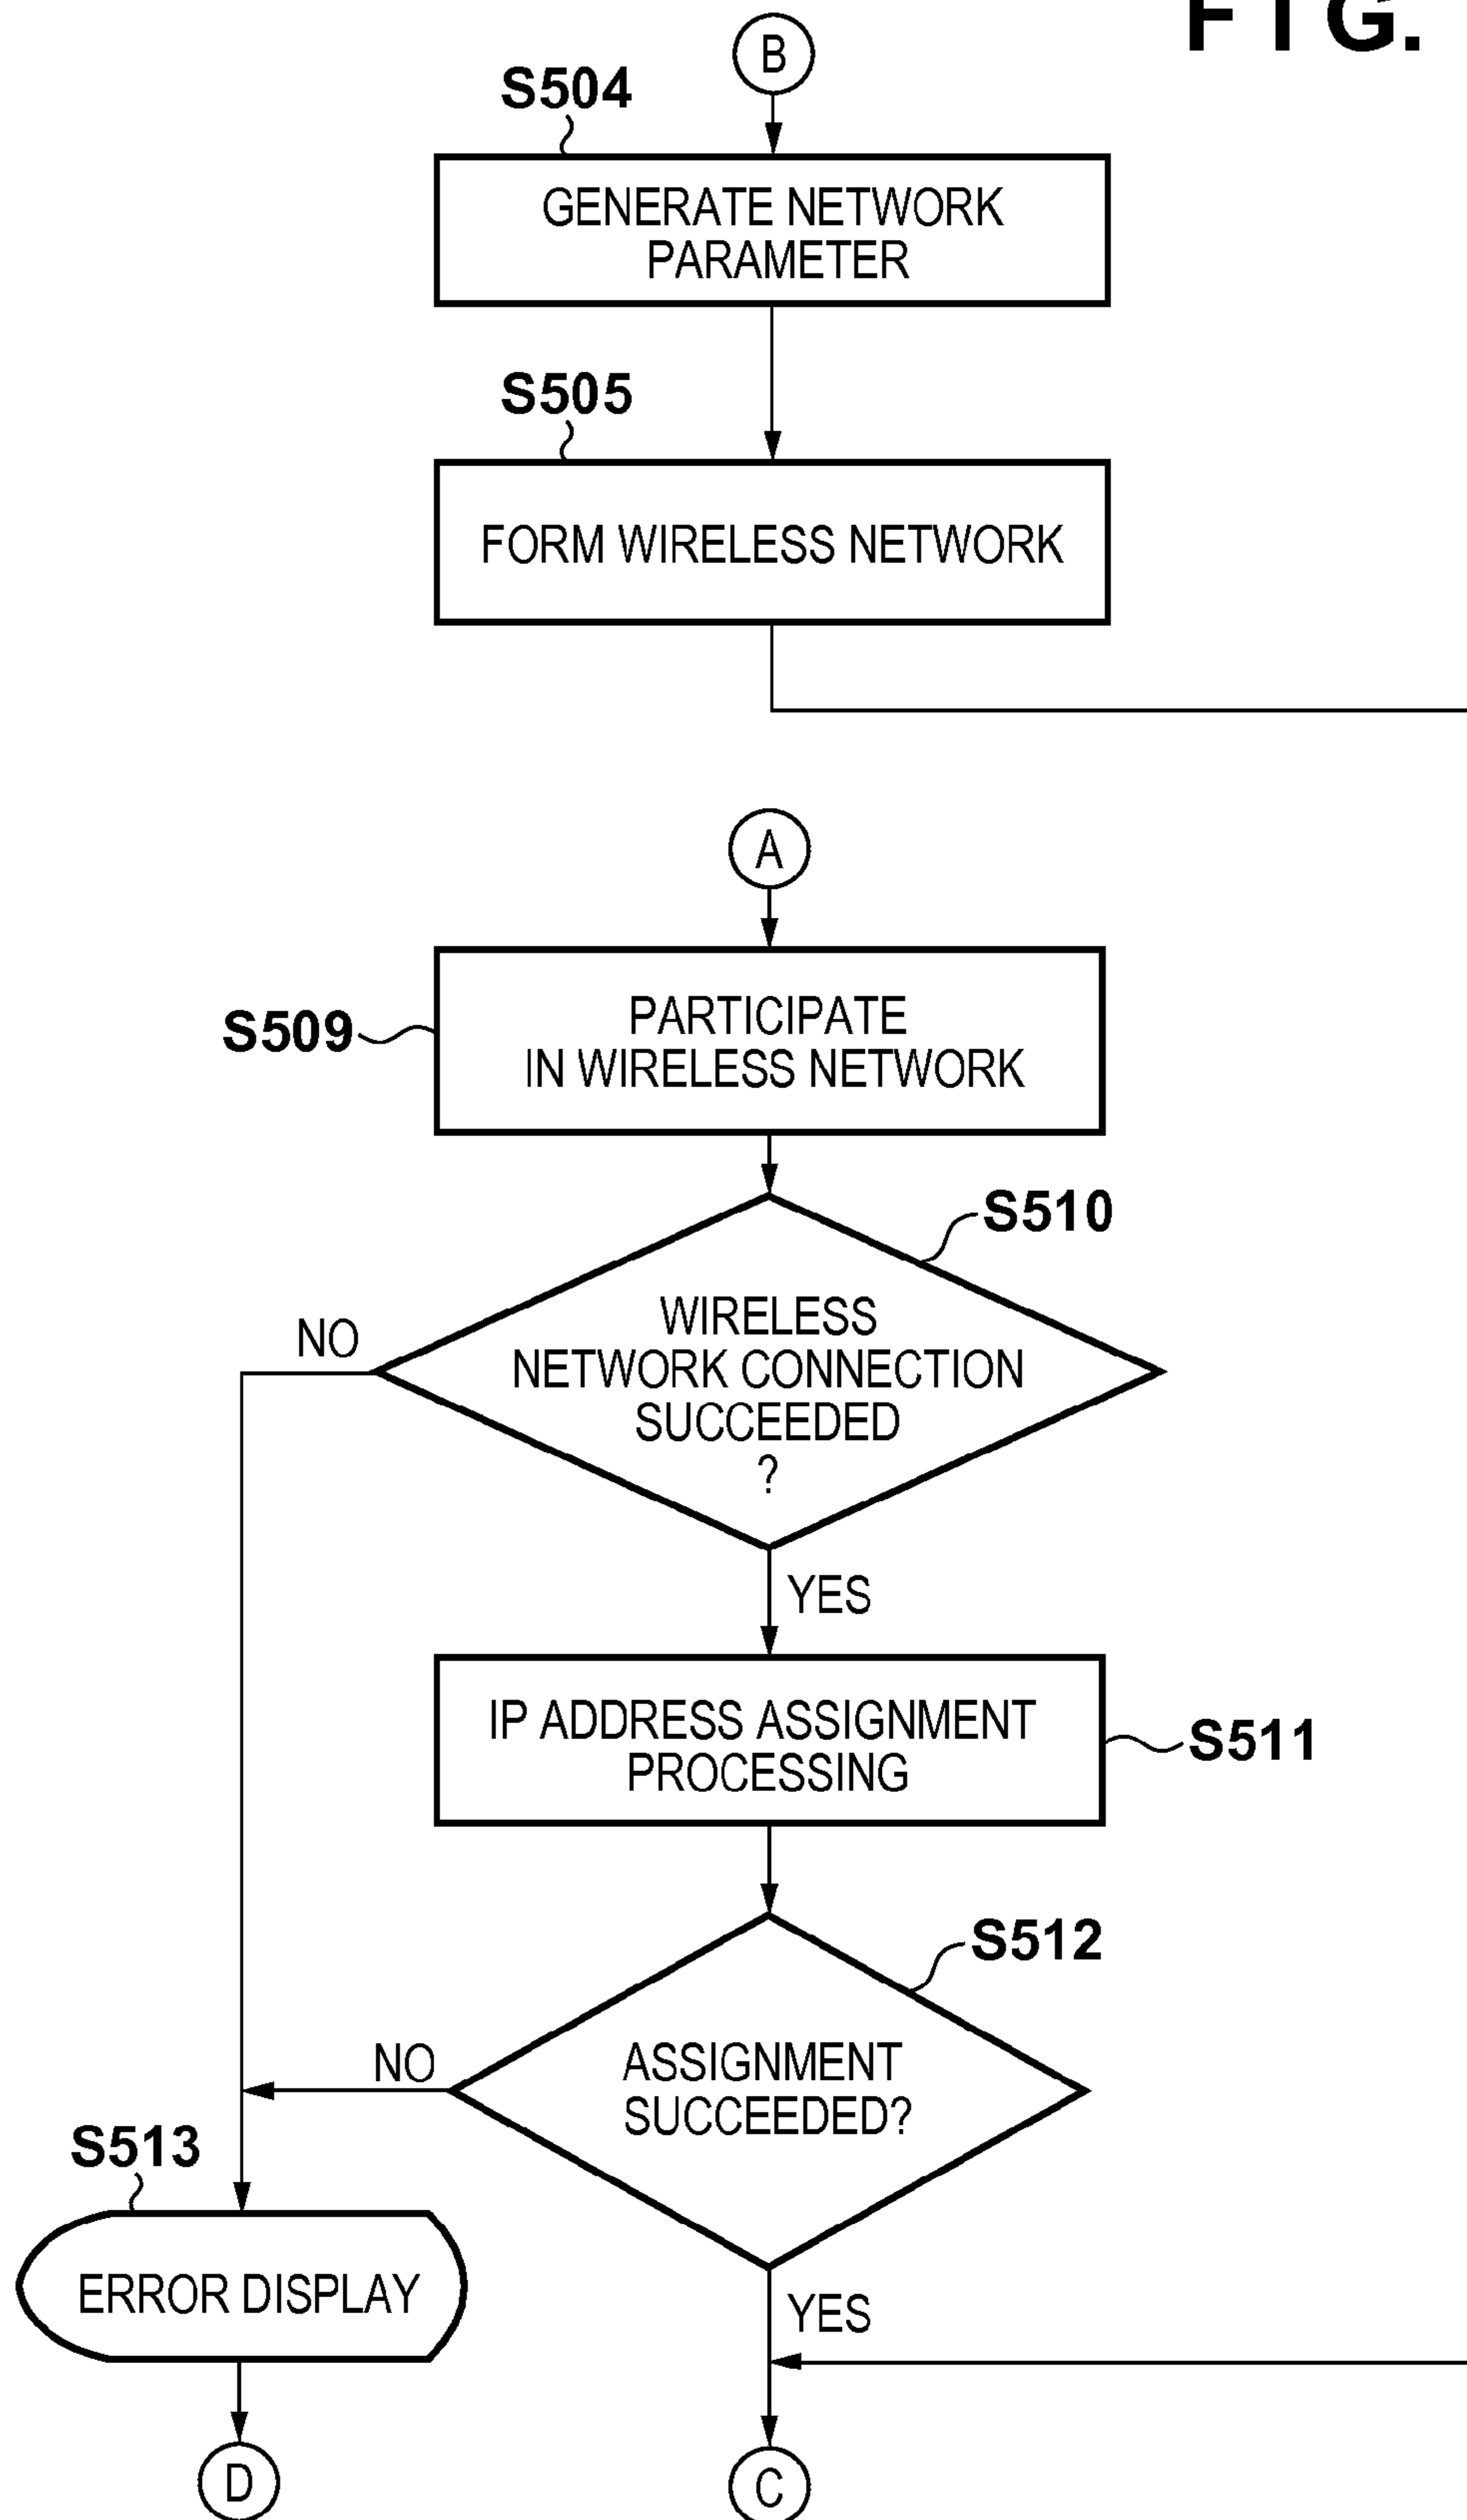 FIG.
B
S504
GENERATE NETWORK
PARAMETER
S505
FORM WIRELESS NETWORK
A
S509
PARTICIPATE
IN WIRELESS NETWORK
S510
WIRELESS
NETWORK CONNECTION
SUCCEEDED
?
NO
YES
IP ADDRESS ASSIGNMENT
PROCESSING
S511
S512
ASSIGNMENT
SUCCEEDED?
NO
S513
ERROR DISPLAY
YES
D
C